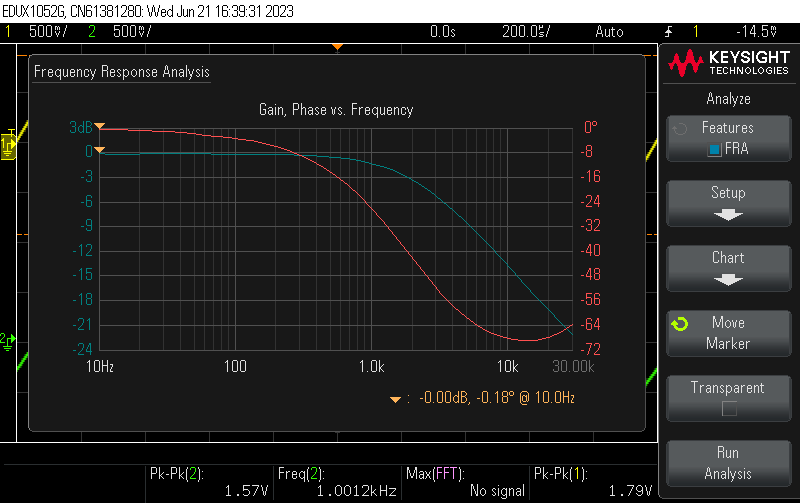 EDUX1052G, CN61381280: Wed Jun 21 16:39:31 2023
1 500mV/ 2 500mV/ 0.0s 200.0s/ Auto 1 -14.5V
Frequency Response Analysis
Gain, Phase vs. Frequency
3dB 0°
0 -8
-3 -16
-6 -24
-9 -32
-12 -40
-15 -48
-18 -56
-21 -64
-24 -72
10Hz 100 1.0k 10k 30.00k
: -0.00dB, -0.18° @ 10.0Hz
1
2
KEYSIGHT
TECHNOLOGIES
Analyze
Features
FRA
Setup
Chart
Move
Marker
Transparent
Run
Analysis
Pk-Pk(2): Freq(2): Max(FFT): Pk-Pk(1):
1.57V 1.0012kHz No signal 1.79V